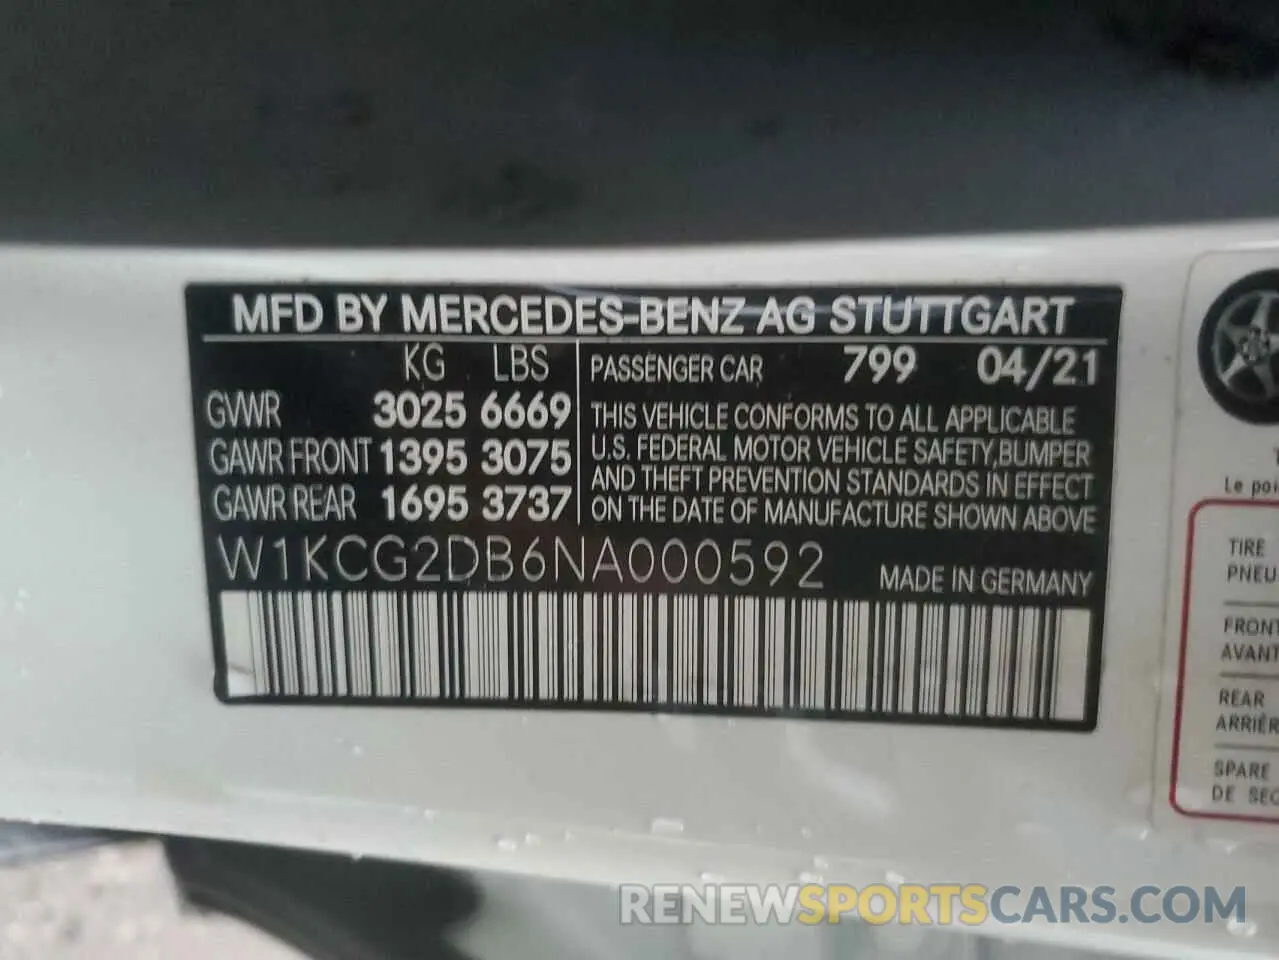 MFD BY MERCEDES-BENZ AG STUTTGART
KG LBS
GVWR 3025 6669
GAWR FRONT 1395 3075
GAWR REAR 1695 3737
PASSENGER CAR 799 04/21
THIS VEHICLE CONFORMS TO ALL APPLICABLE
U.S. FEDERAL MOTOR VEHICLE SAFETY, BUMPER
AND THEFT PREVENTION STANDARDS IN EFFECT
ON THE DATE OF MANUFACTURE SHOWN ABOVE
W1KCG2DB6NA000592 MADE IN GERMANY
Le poi
TIRE
PNEU
FRONT
AVANT
REAR
ARRIÈR
SPARE
DE SEC
RENEWSPORTSCARS.COM